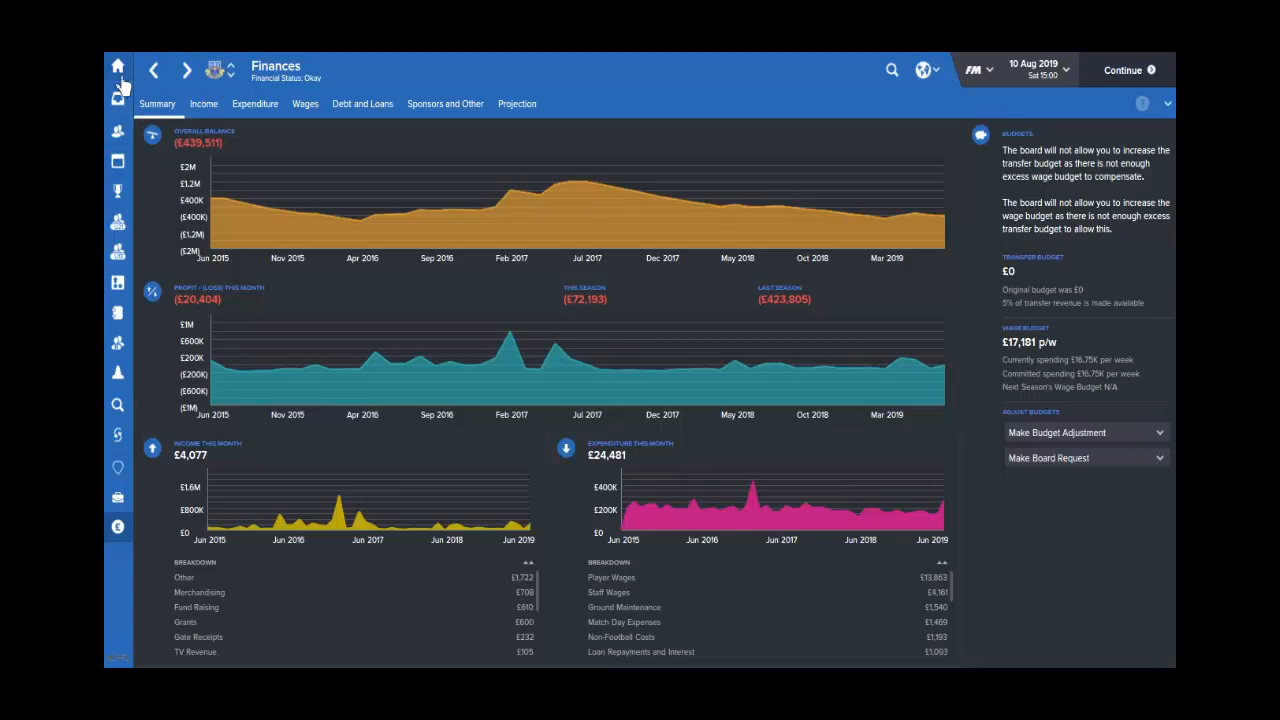 Finances
Financial Status: Okay
FM
10 Aug 2019
Sat 15:00
Continue
Summary Income Expenditure Wages Debt and Loans Sponsors and Other Projection
OVERALL BALANCE
(£439,511)
£2M
£1.2M
£400K
(£400K)
(£1.2M)
(£2M)
Jun 2015 Nov 2015 Apr 2016 Sep 2016 Feb 2017 Jul 2017 Dec 2017 May 2018 Oct 2018 Mar 2019
PROFIT / (LOSS) THIS MONTH
(£20,404)
THIS SEASON
(£72,193)
LAST SEASON
(£423,805)
£1M
£600K
£200K
(£200K)
(£600K)
(£1M)
Jun 2015 Nov 2015 Apr 2016 Sep 2016 Feb 2017 Jul 2017 Dec 2017 May 2018 Oct 2018 Mar 2019
INCOME THIS MONTH
£4,077
£1.6M
£800K
£0
Jun 2015 Jun 2016 Jun 2017 Jun 2018 Jun 2019
BREAKDOWN
Other £1,722
Merchandising £708
Fund Raising £610
Grants £600
Gate Receipts £232
TV Revenue £105
EXPENDITURE THIS MONTH
£24,481
£400K
£200K
£0
Jun 2015 Jun 2016 Jun 2017 Jun 2018 Jun 2019
BREAKDOWN
Player Wages £13,863
Staff Wages £4,161
Ground Maintenance £1,540
Match Day Expenses £1,469
Non-Football Costs £1,193
Loan Repayments and Interest £1,093
BUDGETS
The board will not allow you to increase the
transfer budget as there is not enough
excess wage budget to compensate.
The board will not allow you to increase the
wage budget as there is not enough excess
transfer budget to allow this.
TRANSFER BUDGET
£0
Original budget was £0
5% of transfer revenue is made available
WAGE BUDGET
£17,181 p/w
Currently spending £16.75K per week
Committed spending £16.75K per week
Next Season's Wage Budget N/A
ADJUST BUDGETS
Make Budget Adjustment
Make Board Request